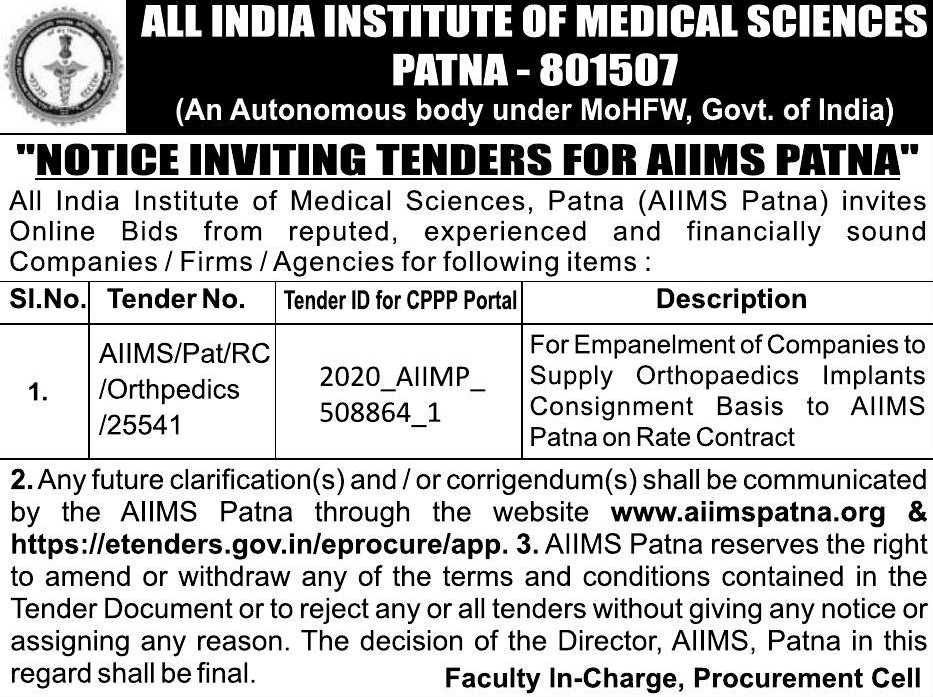 ALL INDIA INSTITUTE OF MEDICAL SCIENCES
PATNA - 801507
(An Autonomous body under MoHFW, Govt. of India)
"NOTICE INVITING TENDERS FOR AIIMS PATNA"
All India Institute of Medical Sciences, Patna (AIIMS Patna) invites
Online Bids from reputed, experienced and financially sound
Companies / Firms / Agencies for following items :
SI.No. Tender No. Tender ID for CPPP Portal Description
1.
AIIMS/Pat/RC
/Orthpedics
/25541
2020_AIIMP_
508864_1
For Empanelment of Companies to
Supply Orthopaedics Implants
Consignment Basis to AIIMS
Patna on Rate Contract
2. Any future clarification(s) and / or corrigendum(s) shall be communicated
by the AIIMS Patna through the website www.aiimspatna.org &
https://etenders.gov.in/eprocure/app. 3. AIIMS Patna reserves the right
to amend or withdraw any of the terms and conditions contained in the
Tender Document or to reject any or all tenders without giving any notice or
assigning any reason. The decision of the Director, AIIMS, Patna in this
regard shall be final.
Faculty In-Charge, Procurement Cell